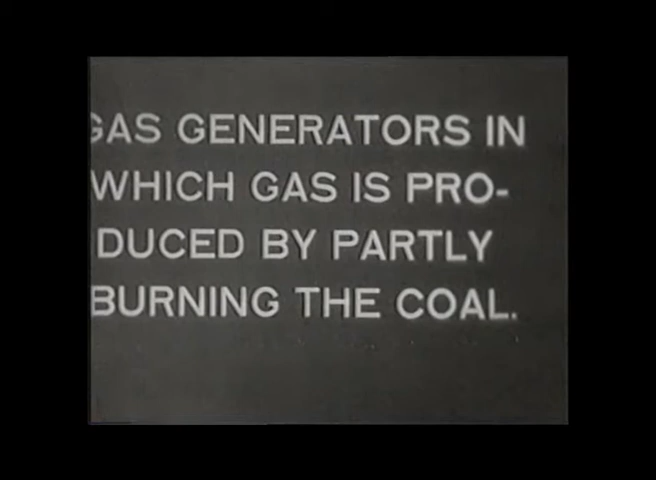 GAS GENERATORS IN
WHICH GAS IS PRO-
DUCED BY PARTLY
BURNING THE COAL.